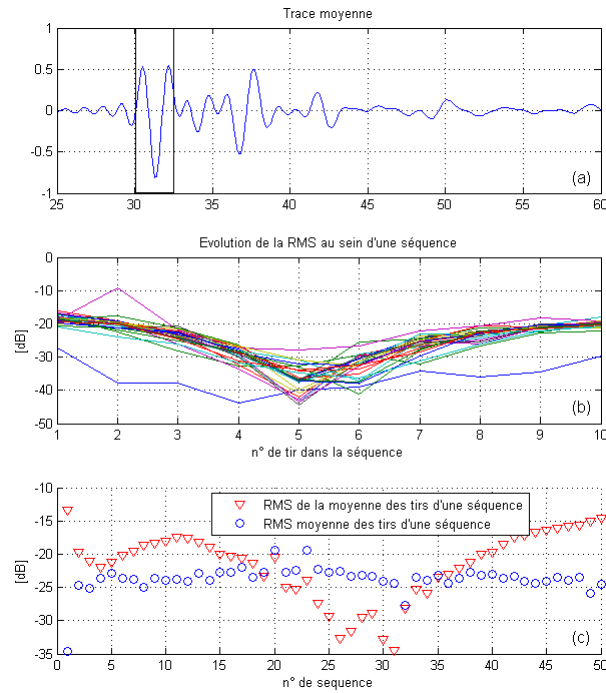 Trace moyenne
1
0.5
0
-0.5
-1
(a)
25 30 35 40 45 50 55 60
Evolution de la RMS au sein d'une séquence
0
-10
-20
-30
-40
-50
[dB]
(b)
1 2 3 4 5 6 7 8 9 10
n° de tir dans la séquence
-10
-15
-20
-25
-30
-35
[dB]
RMS de la moyenne des tirs d'une séquence
RMS moyenne des tirs d'une séquence
(c)
0 5 10 15 20 25 30 35 40 45 50
n° de sequence